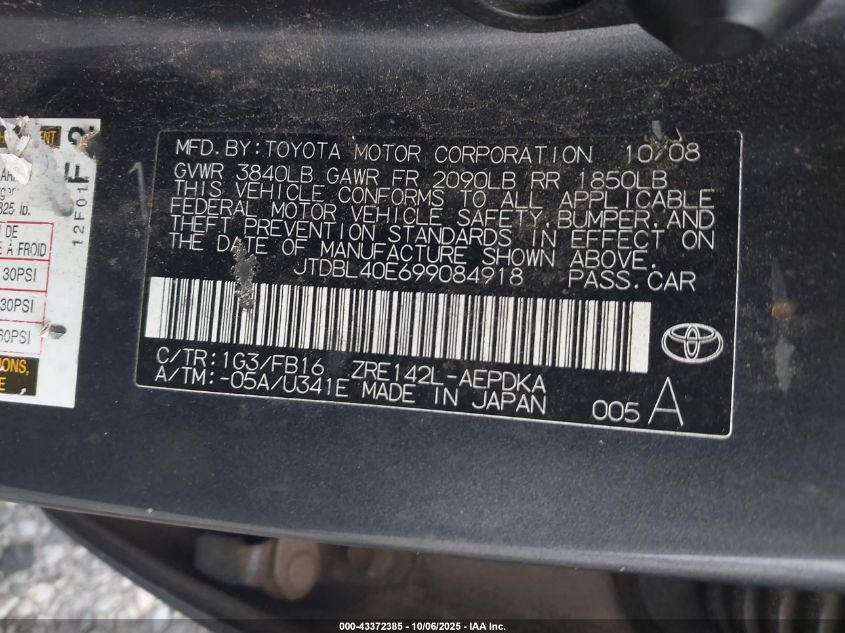 MFD. BY: TOYOTA MOTOR CORPORATION 10/08
GVWR 3840LB GAWR FR 2090LB RR 1850LB
THIS VEHICLE CONFORMS TO ALL APPLICABLE
FEDERAL MOTOR VEHICLE SAFETY, BUMPER, AND
THEFT PREVENTION STANDARDS IN EFFECT ON
THE DATE OF MANUFACTURE SHOWN ABOVE.
JTDBL40E699084918 PASS. CAR
C/TR: 1G3/FB16 ZRE142L-AEPDKA
A/TM: -05A/U341E MADE IN JAPAN 005 A
12F01
825 lb.
DE
E À FROID
30PSI
30PSI
60PSI
000-43372385 - 10/06/2025 - IAA Inc.